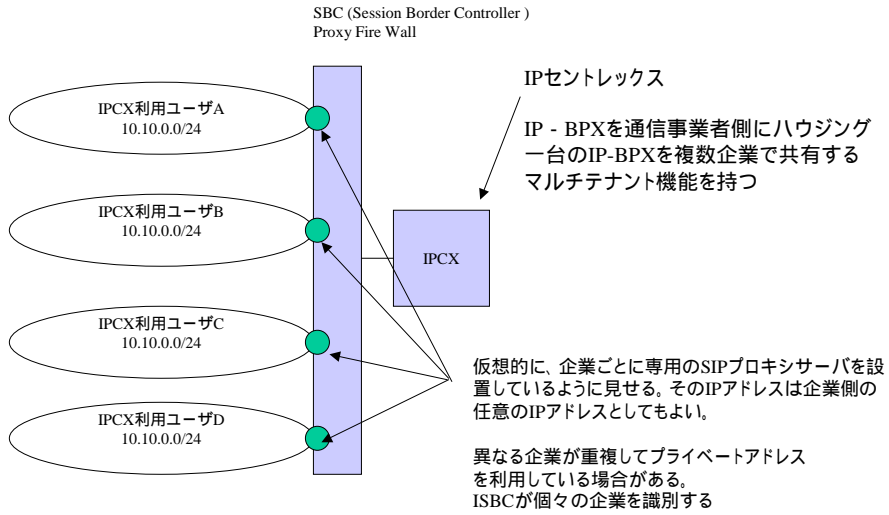 SBC (Session Border Controller )
Proxy Fire Wall
IPCX利用ユーザA
10.10.0.0/24
IPCX利用ユーザB
10.10.0.0/24
IPCX利用ユーザC
10.10.0.0/24
IPCX利用ユーザD
10.10.0.0/24
IPCX
IPセントレックス
IP‐BPXを通信事業者側にハウジング
一台のIP-BPXを複数企業で共有する
マルチテナント機能を持つ
仮想的に、企業ごとに専用のSIPプロキシサーバを設
置しているように見せる。そのIPアドレスは企業側の
任意のIPアドレスとしてもよい。
異なる企業が重複してプライベートアドレス
を利用している場合がある。
ISBCが個々の企業を識別する